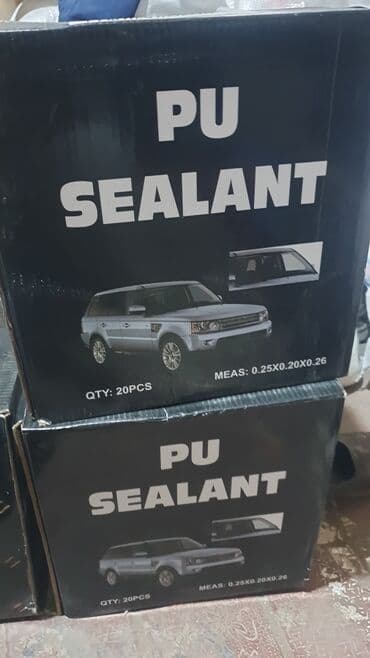 PU
SEALANT
QTY: 20PCS
MEAS: 0.25X0.20X0.26
PU
SEALANT
QTY: 20PCS
MEAS: 0.25X0.20X0.26